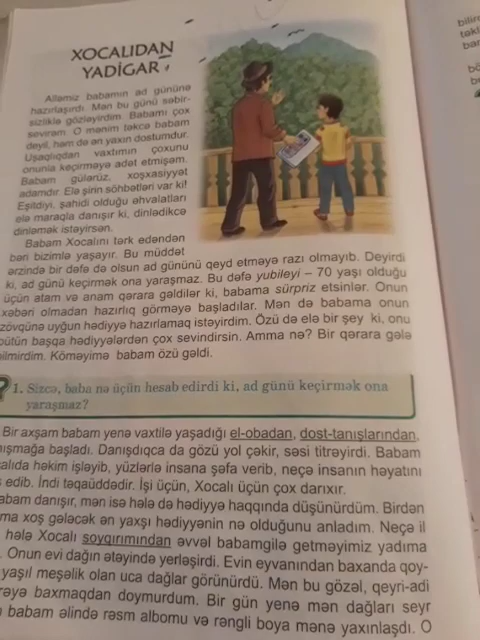 XOCALIDAN
YADİGAR
Ailəmiz babamın ad gününə
hazırlaşırdı. Mən bu günü səbir-
sizliklə gözləyirdim. Babamı çox
sevirəm. O mənim təkcə babam
deyil, həm də ən yaxın dostumdur.
Uşaqlıqdan vaxtımın çoxunu
onunla keçirməyə adət etmişəm.
Babam gülərüz, xoşxasiyyət
adamdır. Elə şirin söhbətləri var ki!
Eşitdiyi, şahidi olduğu əhvalatları
elə maraqla danışır ki, dinlədikcə
dinləmək istəyirsən.
Babam Xocalını tərk edəndən
bəri bizimlə yaşayır. Bu müddət
ərzində bir dəfə də olsun ad gününü qeyd etməyə razı olmayıb. Deyirdi
ki, ad günü keçirmək ona yaraşmaz. Bu dəfə yubileyi – 70 yaşı olduğu
üçün atam və anam qərara gəldilər ki, babama sürpriz etsinlər. Onun
xəbəri olmadan hazırlıq görməyə başladılar. Mən də babama onun
zövqünə uyğun hədiyyə hazırlamaq istəyirdim. Özü də elə bir şey ki, onu
bütün başqa hədiyyələrdən çox sevindirsin. Amma nə? Bir qərara gələ
bilmirdim. Köməyimə babam özü gəldi.
? 1. Sizcə, baba nə üçün hesab edirdi ki, ad günü keçirmək ona
yaraşmaz?
Bir axşam babam yenə vaxtilə yaşadığı el-obadan, dost-tanışlarından
nışmağa başladı. Danışdıqca da gözü yol çəkir, səsi titrəyirdi. Babam
calıda həkim işləyib, yüzlərlə insana şəfa verib, neçə insanın həyatını
edib. İndi təqaüddədir. İşi üçün, Xocalı üçün çox darıxır.
abam danışır, mən isə hələ də hədiyyə haqqında düşünürdüm. Birdən
ma xoş gələcək ən yaxşı hədiyyənin nə olduğunu anladım. Neçə il
hələ Xocalı soyqırımından əvvəl babamgilə getməyimiz yadıma
. Onun evi dağın ətəyində yerləşirdi. Evin eyvanından baxanda qoy-
yaşıl meşəlik olan uca dağlar görünürdü. Mən bu gözəl, qeyri-adi
rəyə baxmaqdan doymurdum. Bir gün yenə mən dağları seyr
babam əlində rəsm albomu və rəngli boya mənə yaxınlaşdı. O